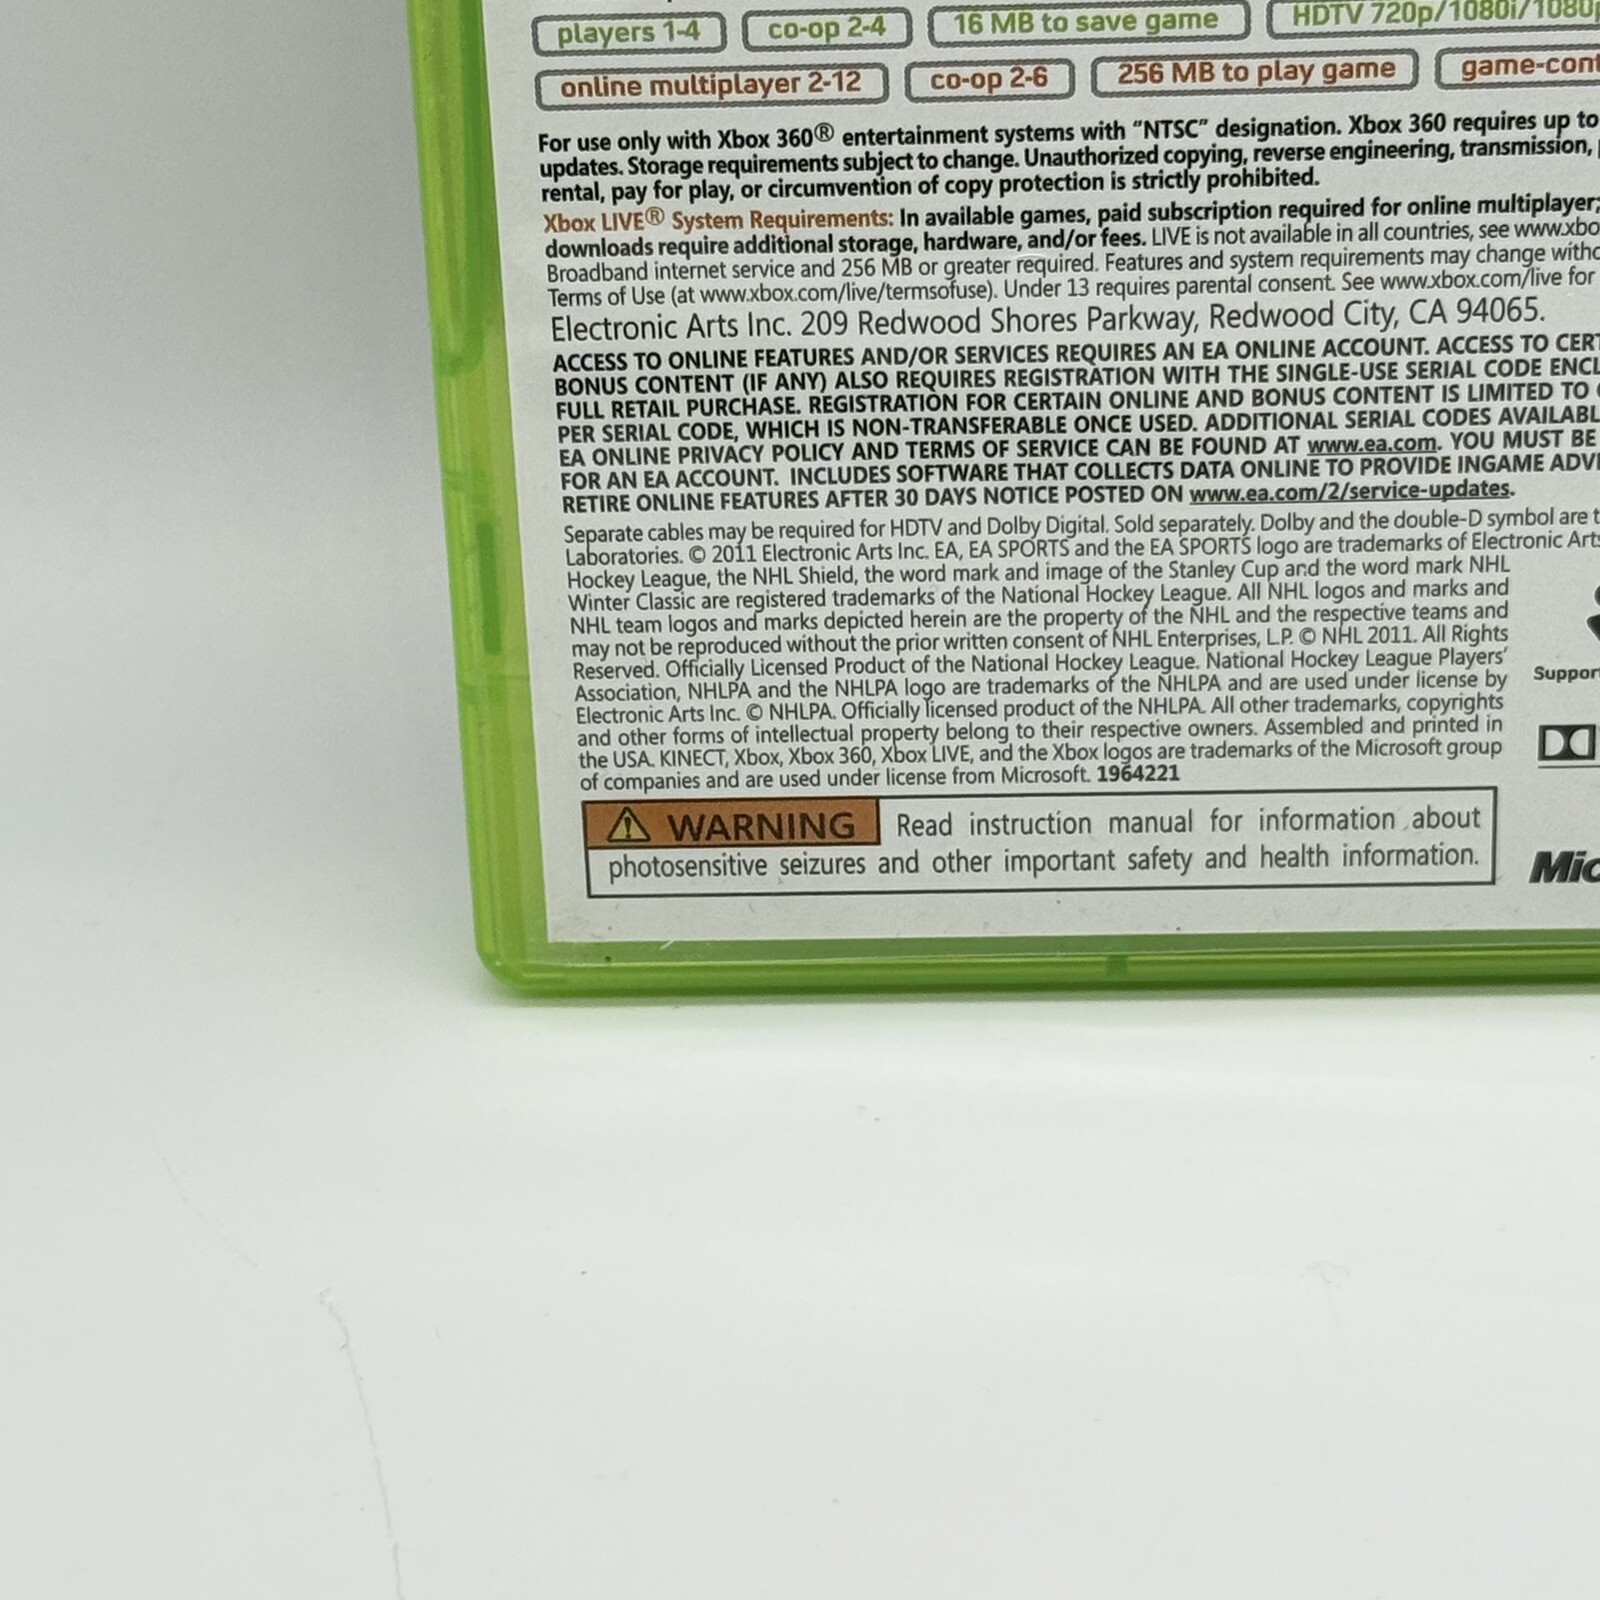 players 1-4 co-op 2-4 16 MB to save game HDTV 720p/1080i/1080p
online multiplayer 2-12 co-op 2-6 256 MB to play game game-cont
For use only with Xbox 360® entertainment systems with "NTSC" designation. Xbox 360 requires up to
updates. Storage requirements subject to change. Unauthorized copying, reverse engineering, transmission,
rental, pay for play, or circumvention of copy protection is strictly prohibited.
Xbox LIVE® System Requirements: In available games, paid subscription required for online multiplayer;
downloads require additional storage, hardware, and/or fees. LIVE is not available in all countries, see www.xbo
Broadband internet service and 256 MB or greater required. Features and system requirements may change witho
Terms of Use (at www.xbox.com/live/termsofuse). Under 13 requires parental consent. See www.xbox.com/live for
Electronic Arts Inc. 209 Redwood Shores Parkway, Redwood City, CA 94065.
ACCESS TO ONLINE FEATURES AND/OR SERVICES REQUIRES AN EA ONLINE ACCOUNT. ACCESS TO CERT
BONUS CONTENT (IF ANY) ALSO REQUIRES REGISTRATION WITH THE SINGLE-USE SERIAL CODE ENCL
FULL RETAIL PURCHASE. REGISTRATION FOR CERTAIN ONLINE AND BONUS CONTENT IS LIMITED TO
PER SERIAL CODE, WHICH IS NON-TRANSFERABLE ONCE USED. ADDITIONAL SERIAL CODES AVAILABL
EA ONLINE PRIVACY POLICY AND TERMS OF SERVICE CAN BE FOUND AT www.ea.com. YOU MUST BE
FOR AN EA ACCOUNT. INCLUDES SOFTWARE THAT COLLECTS DATA ONLINE TO PROVIDE INGAME ADVE
RETIRE ONLINE FEATURES AFTER 30 DAYS NOTICE POSTED ON www.ea.com/2/service-updates.
Separate cables may be required for HDTV and Dolby Digital. Sold separately. Dolby and the double-D symbol are t
Laboratories. © 2011 Electronic Arts Inc. EA, EA SPORTS and the EA SPORTS logo are trademarks of Electronic Arts
Hockey League, the NHL Shield, the word mark and image of the Stanley Cup and the word mark NHL
Winter Classic are registered trademarks of the National Hockey League. All NHL logos and marks and
NHL team logos and marks depicted herein are the property of the NHL and the respective teams and
may not be reproduced without the prior written consent of NHL Enterprises, L.P. © NHL 2011. All Rights
Reserved. Officially Licensed Product of the National Hockey League. National Hockey League Players'
Association, NHLPA and the NHLPA logo are trademarks of the NHLPA and are used under license by
Electronic Arts Inc. © NHLPA. Officially licensed product of the NHLPA. All other trademarks, copyrights
and other forms of intellectual property belong to their respective owners. Assembled and printed in
the USA. KINECT, Xbox, Xbox 360, Xbox LIVE, and the Xbox logos are trademarks of the Microsoft group
of companies and are used under license from Microsoft. 1964221
Support
WARNING Read instruction manual for information about
photosensitive seizures and other important safety and health information.
Mic